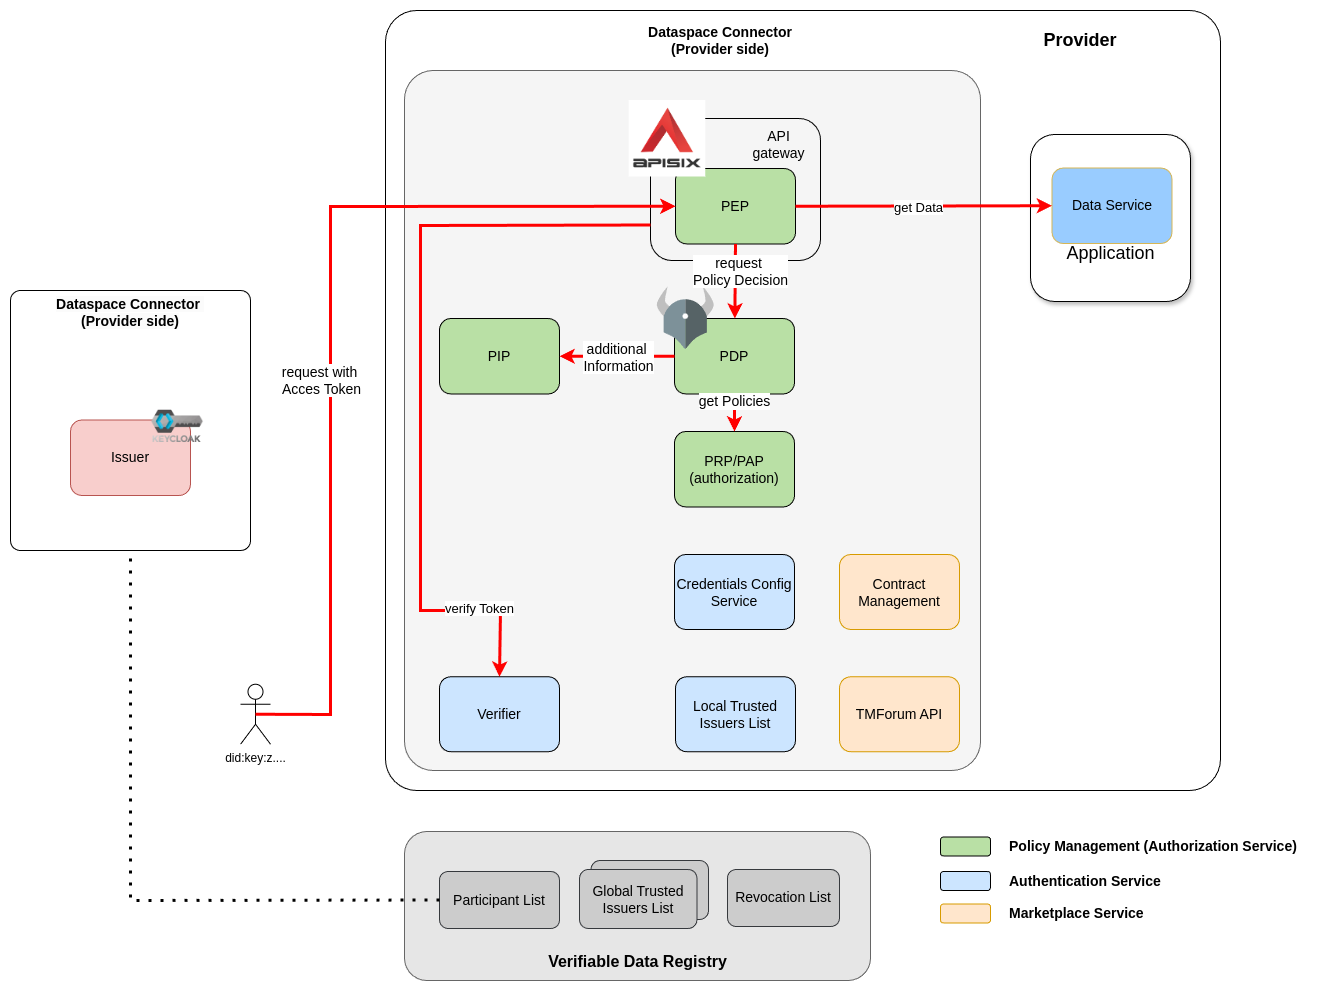 Dataspace Connector
(Provider side)
Provider
APISIX
API
gateway
PEP
get Data
Data Service
Application
request
Policy Decision
Dataspace Connector
(Provider side)
PIP
additional
Information
PDP
request with
Acces Token
get Policies
KEYCLOAK
Issuer
PRP/PAP
(authorization)
Credentials Config
Service
Contract
Management
verify Token
Verifier
Local Trusted
Issuers List
TMForum API
did:key:z....
Participant List
Global Trusted
Issuers List
Revocation List
Verifiable Data Registry
Policy Management (Authorization Service)
Authentication Service
Marketplace Service